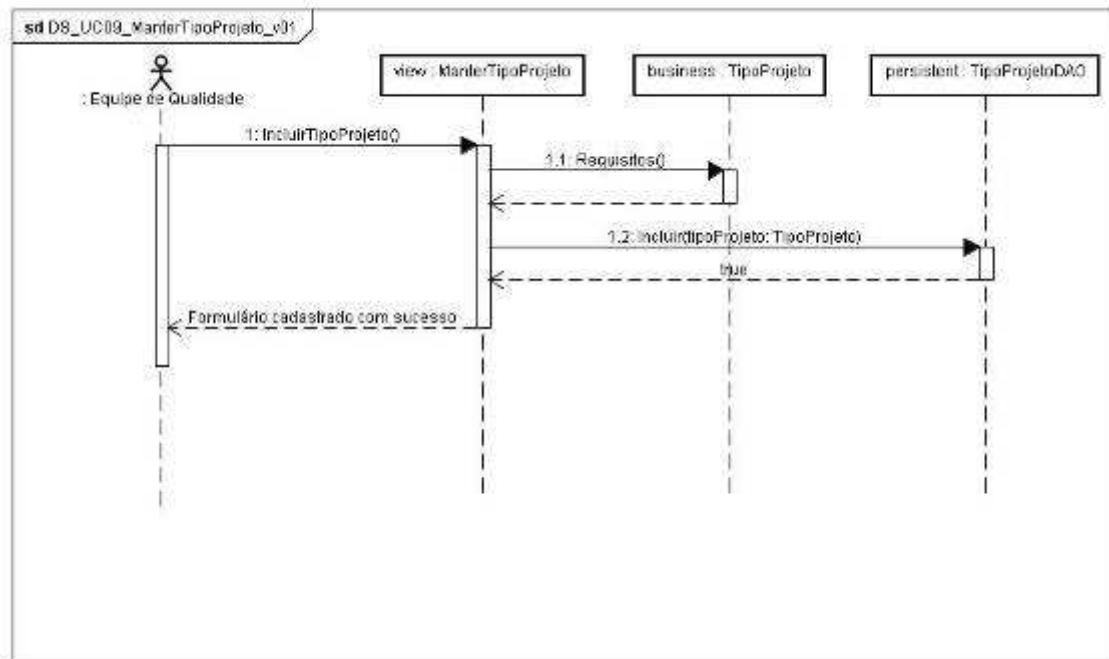 sd DS_UC09_ManterTipoProjeto_v01
: Equipe de Qualidade
view : ManterTipoProjeto
business : TipoProjeto
persistent : TipoProjetoDAO
1: IncluirTipoProjeto()
1.1: Requisitos()
1.2: Incluir(tipoProjeto: TipoProjeto)
true
Formulário cadastrado com sucesso